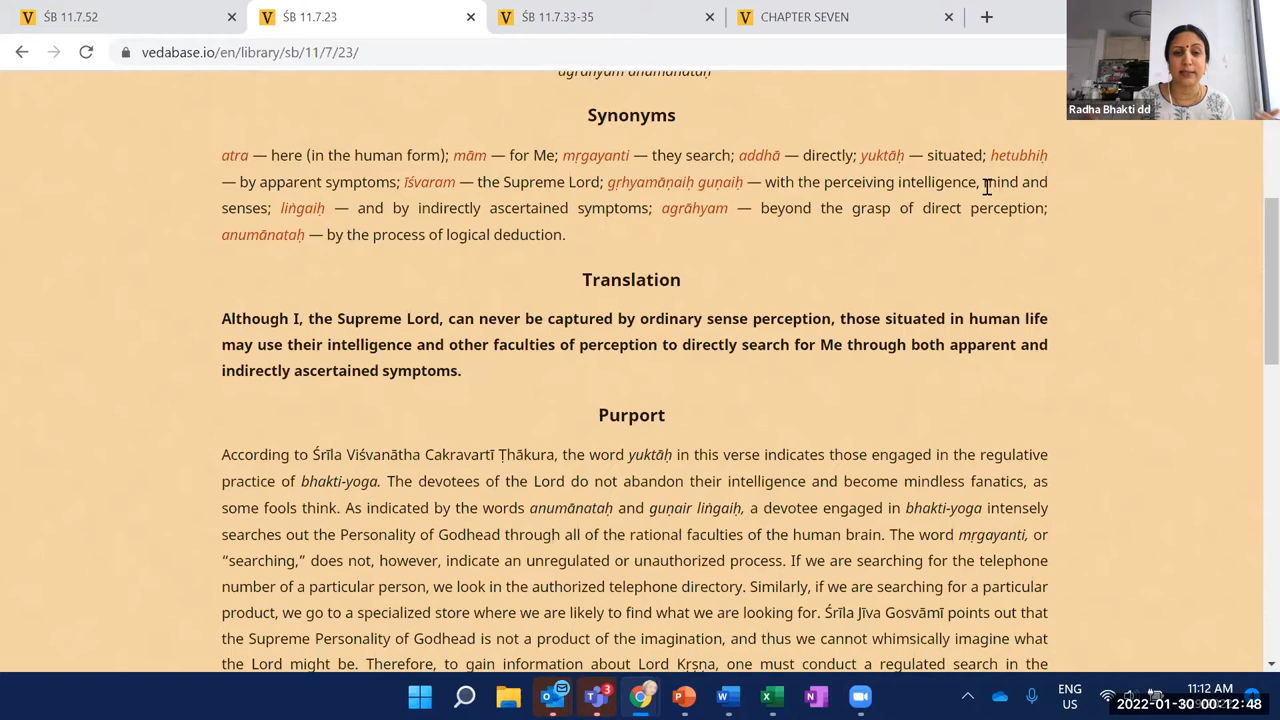 ŚB 11.7.52
ŚB 11.7.23
ŚB 11.7.33-35
CHAPTER SEVEN
vedabase.io/en/library/sb/11/7/23/
Radha Bhakti dd
agrāhyam anumānataḥ
Synonyms
atra — here (in the human form); mām — for Me; mṛgayanti — they search; addhā — directly; yuktāḥ — situated; hetubhiḥ
— by apparent symptoms; īśvaram — the Supreme Lord; gṛhyamāṇaiḥ guṇaiḥ — with the perceiving intelligence, mind and
senses; liṅgaiḥ — and by indirectly ascertained symptoms; agrāhyam — beyond the grasp of direct perception;
anumānataḥ — by the process of logical deduction.
Translation
Although I, the Supreme Lord, can never be captured by ordinary sense perception, those situated in human life
may use their intelligence and other faculties of perception to directly search for Me through both apparent and
indirectly ascertained symptoms.
Purport
According to Śrīla Viśvanātha Cakravartī Ṭhākura, the word yuktāḥ in this verse indicates those engaged in the regulative
practice of bhakti-yoga. The devotees of the Lord do not abandon their intelligence and become mindless fanatics, as
some fools think. As indicated by the words anumānataḥ and guṇair liṅgaiḥ, a devotee engaged in bhakti-yoga intensely
searches out the Personality of Godhead through all of the rational faculties of the human brain. The word mṛgayanti, or
“searching,” does not, however, indicate an unregulated or unauthorized process. If we are searching for the telephone
number of a particular person, we look in the authorized telephone directory. Similarly, if we are searching for a particular
product, we go to a specialized store where we are likely to find what we are looking for. Śrīla Jīva Gosvāmī points out that
the Supreme Personality of Godhead is not a product of the imagination, and thus we cannot whimsically imagine what
the Lord might be. Therefore, to gain information about Lord Kṛṣṇa, one must conduct a regulated search in the
3
ENG
US
11:12 AM
2022-01-30 00:12:48